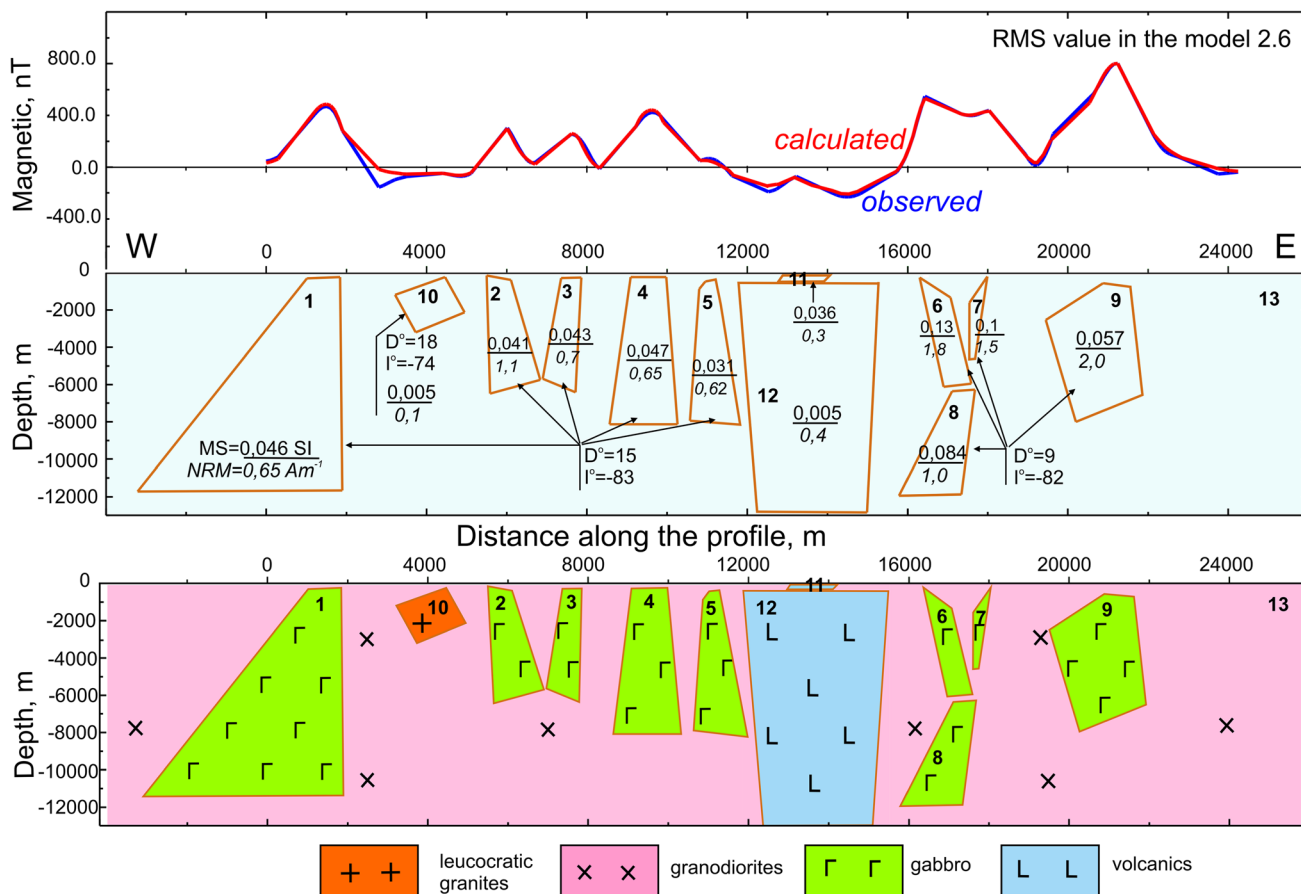 RMS value in the model 2.6
Magnetic, nT
800.0
400.0
0.0
-400.0
calculated
observed
W
E
0 4000 8000 12000 16000 20000 24000
Depth, m
0
-2000
-4000
-6000
-8000
-10000
-12000
1
10
2
3
4
5
11
12
6
7
8
9
13
MS=0,046 SI
NRM=0,65 Am⁻¹
D°=18
I°=-74
0,005
0,1
0,041
1,1
0,043
0,7
0,047
0,65
0,031
0,62
D°=15
I°=-83
0,036
0,3
0,005
0,4
0,13
1,8
0,1
1,5
0,084
1,0
0,057
2,0
D°=9
I°=-82
Distance along the profile, m
0 4000 8000 12000 16000 20000 24000
Depth, m
0
-2000
-4000
-6000
-8000
-10000
-12000
1
10
2
3
4
5
11
12
6
7
8
9
13
leucocratic
granites
granodiorites
gabbro
volcanics